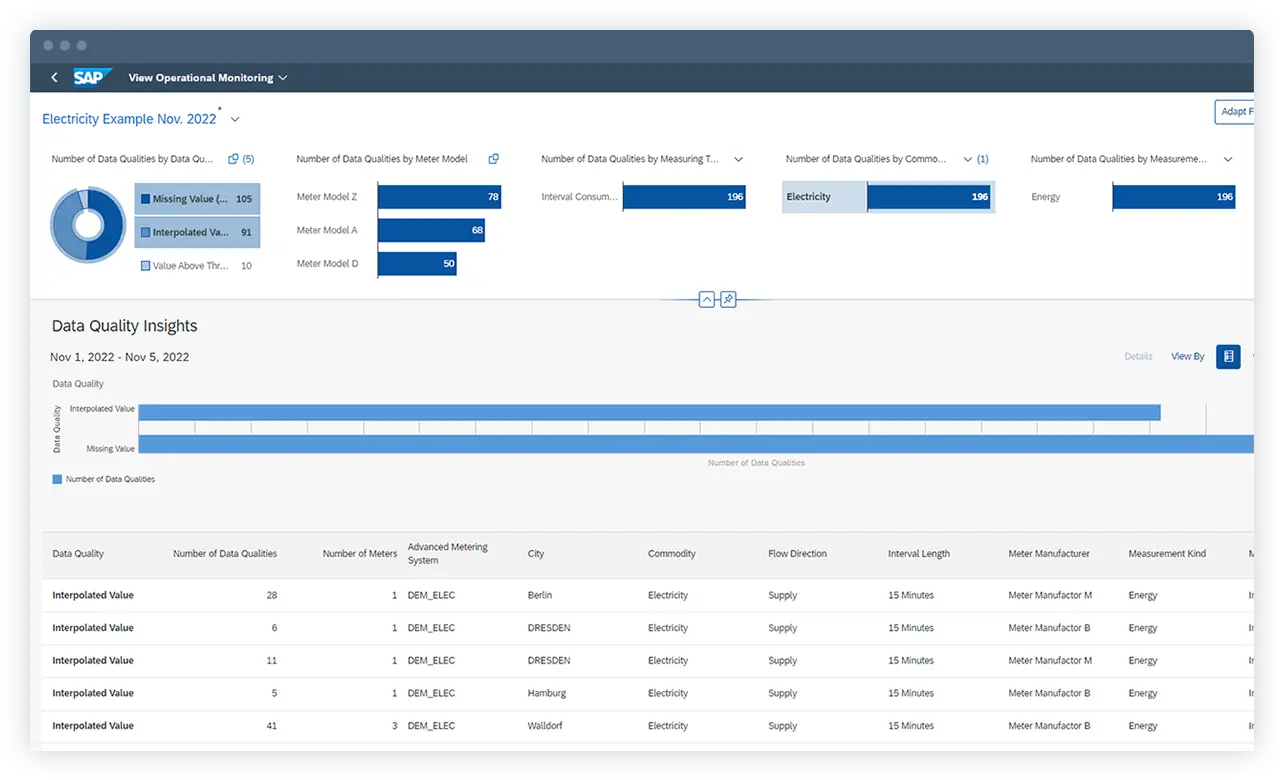 SAP View Operational Monitoring
Electricity Example Nov. 2022 *
Adapt F
Number of Data Qualities by Data Qu... (5)
Missing Value (... 105
Interpolated Va... 91
Value Above Thr... 10
Number of Data Qualities by Meter Model
Meter Model Z 78
Meter Model A 68
Meter Model D 50
Number of Data Qualities by Measuring T...
Interval Consum... 196
Number of Data Qualities by Commo... (1)
Electricity 196
Number of Data Qualities by Measureme...
Energy 196
Data Quality Insights
Nov 1, 2022 - Nov 5, 2022
Details View By
Data Quality
Data Quality
Interpolated Value
Missing Value
Number of Data Qualities
Number of Data Qualities
Data Quality Number of Data Qualities Number of Meters Advanced Metering System City Commodity Flow Direction Interval Length Meter Manufacturer Measurement Kind M
Interpolated Value 28 1 DEM_ELEC Berlin Electricity Supply 15 Minutes Meter Manufactor M Energy In
Interpolated Value 6 1 DEM_ELEC DRESDEN Electricity Supply 15 Minutes Meter Manufactor B Energy In
Interpolated Value 11 1 DEM_ELEC DRESDEN Electricity Supply 15 Minutes Meter Manufactor M Energy In
Interpolated Value 5 1 DEM_ELEC Hamburg Electricity Supply 15 Minutes Meter Manufactor B Energy In
Interpolated Value 41 3 DEM_ELEC Walldorf Electricity Supply 15 Minutes Meter Manufactor B Energy In